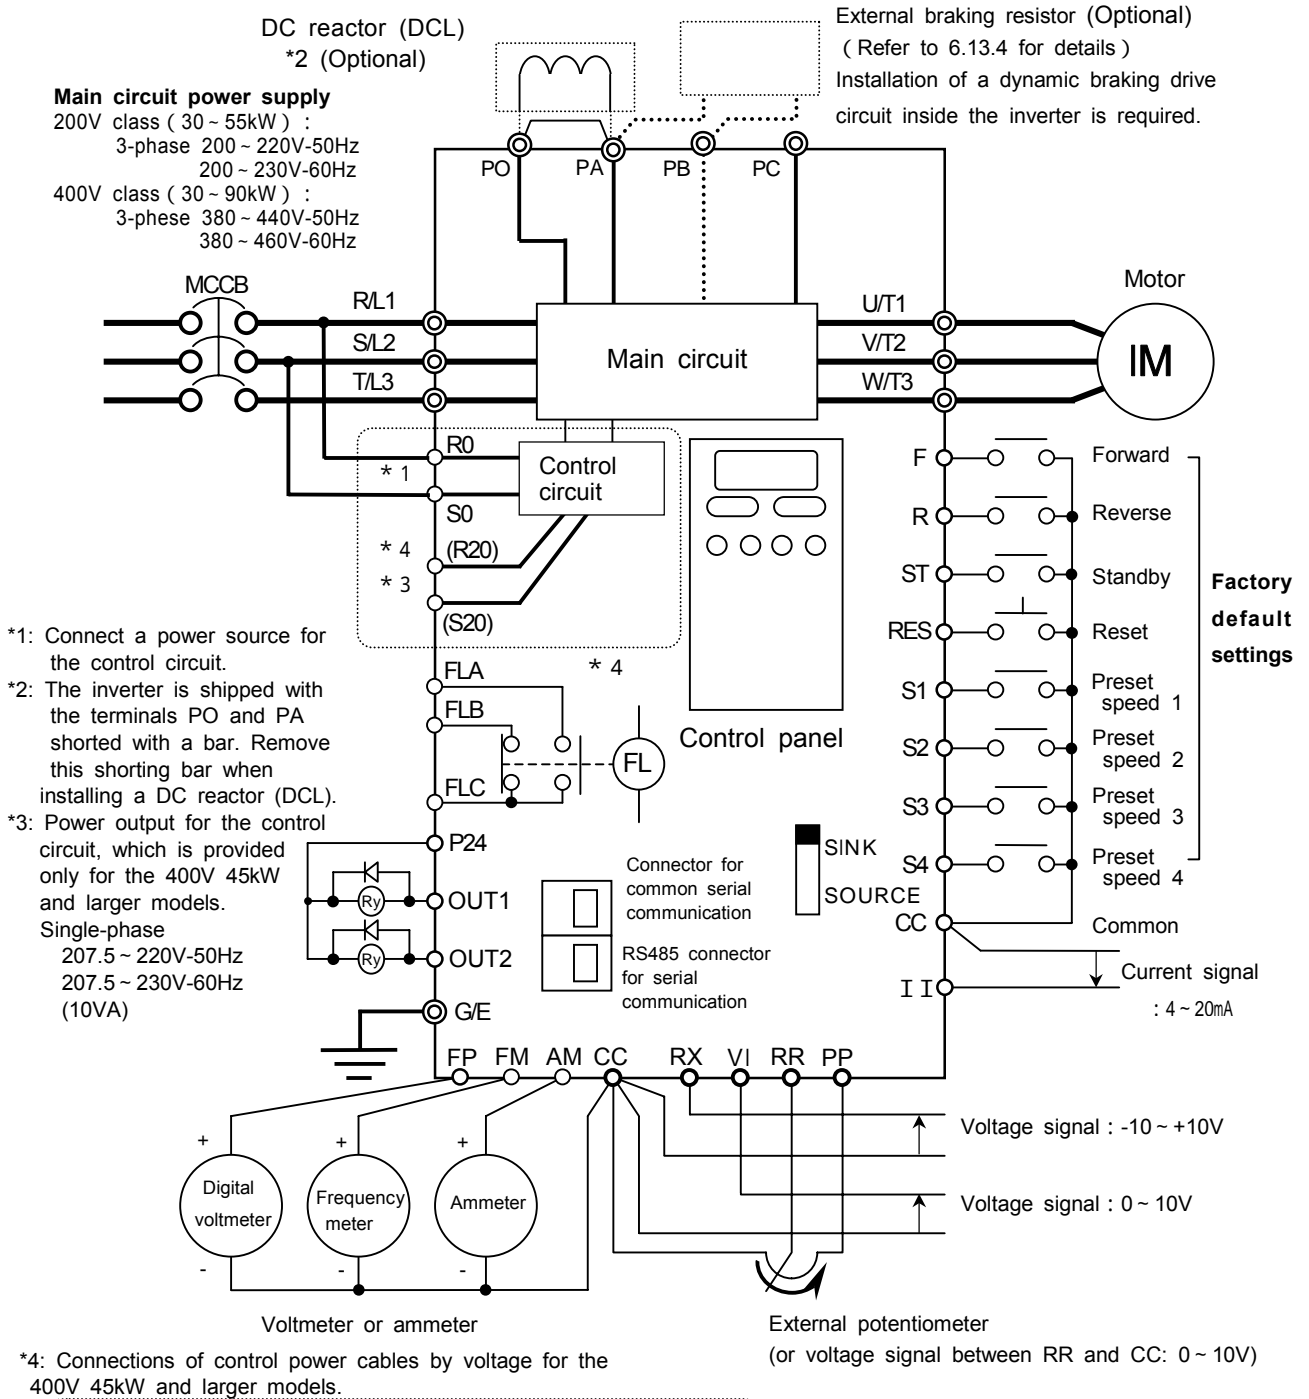 DC reactor (DCL)
*2 (Optional)
External braking resistor (Optional)
( Refer to 6.13.4 for details )
Installation of a dynamic braking drive
circuit inside the inverter is required.
Main circuit power supply
200V class ( 30 ~ 55kW ) :
3-phase 200 ~ 220V-50Hz
200 ~ 230V-60Hz
400V class ( 30 ~ 90kW ) :
3-phese 380 ~ 440V-50Hz
380 ~ 460V-60Hz
PO PA PB PC
MCCB
R/L1
S/L2
T/L3
Main circuit
U/T1
V/T2
W/T3
Motor
IM
R0
* 1
S0
Control
circuit
* 4
(R20)
* 3
(S20)
* 4
FLA
FLB
FLC
FL
Control panel
F
Forward
R
Reverse
ST
Standby
RES
Reset
S1
Preset
speed 1
S2
Preset
speed 2
S3
Preset
speed 3
S4
Preset
speed 4
Factory
default
settings
CC
Common
II
Current signal
: 4 ~ 20mA
*1: Connect a power source for
the control circuit.
*2: The inverter is shipped with
the terminals PO and PA
shorted with a bar. Remove
this shorting bar when
installing a DC reactor (DCL).
*3: Power output for the control
circuit, which is provided
only for the 400V 45kW
and larger models.
Single-phase
207.5 ~ 220V-50Hz
207.5 ~ 230V-60Hz
(10VA)
P24
Ry
OUT1
Ry
OUT2
G/E
Connector for
common serial
communication
RS485 connector
for serial
communication
SINK
SOURCE
FP FM AM CC RX VI RR PP
+ + +
Digital
voltmeter
Frequency
meter
Ammeter
- - -
Voltage signal : -10 ~ +10V
Voltage signal : 0 ~ 10V
Voltmeter or ammeter
External potentiometer
(or voltage signal between RR and CC: 0 ~ 10V)
*4: Connections of control power cables by voltage for the
400V 45kW and larger models.